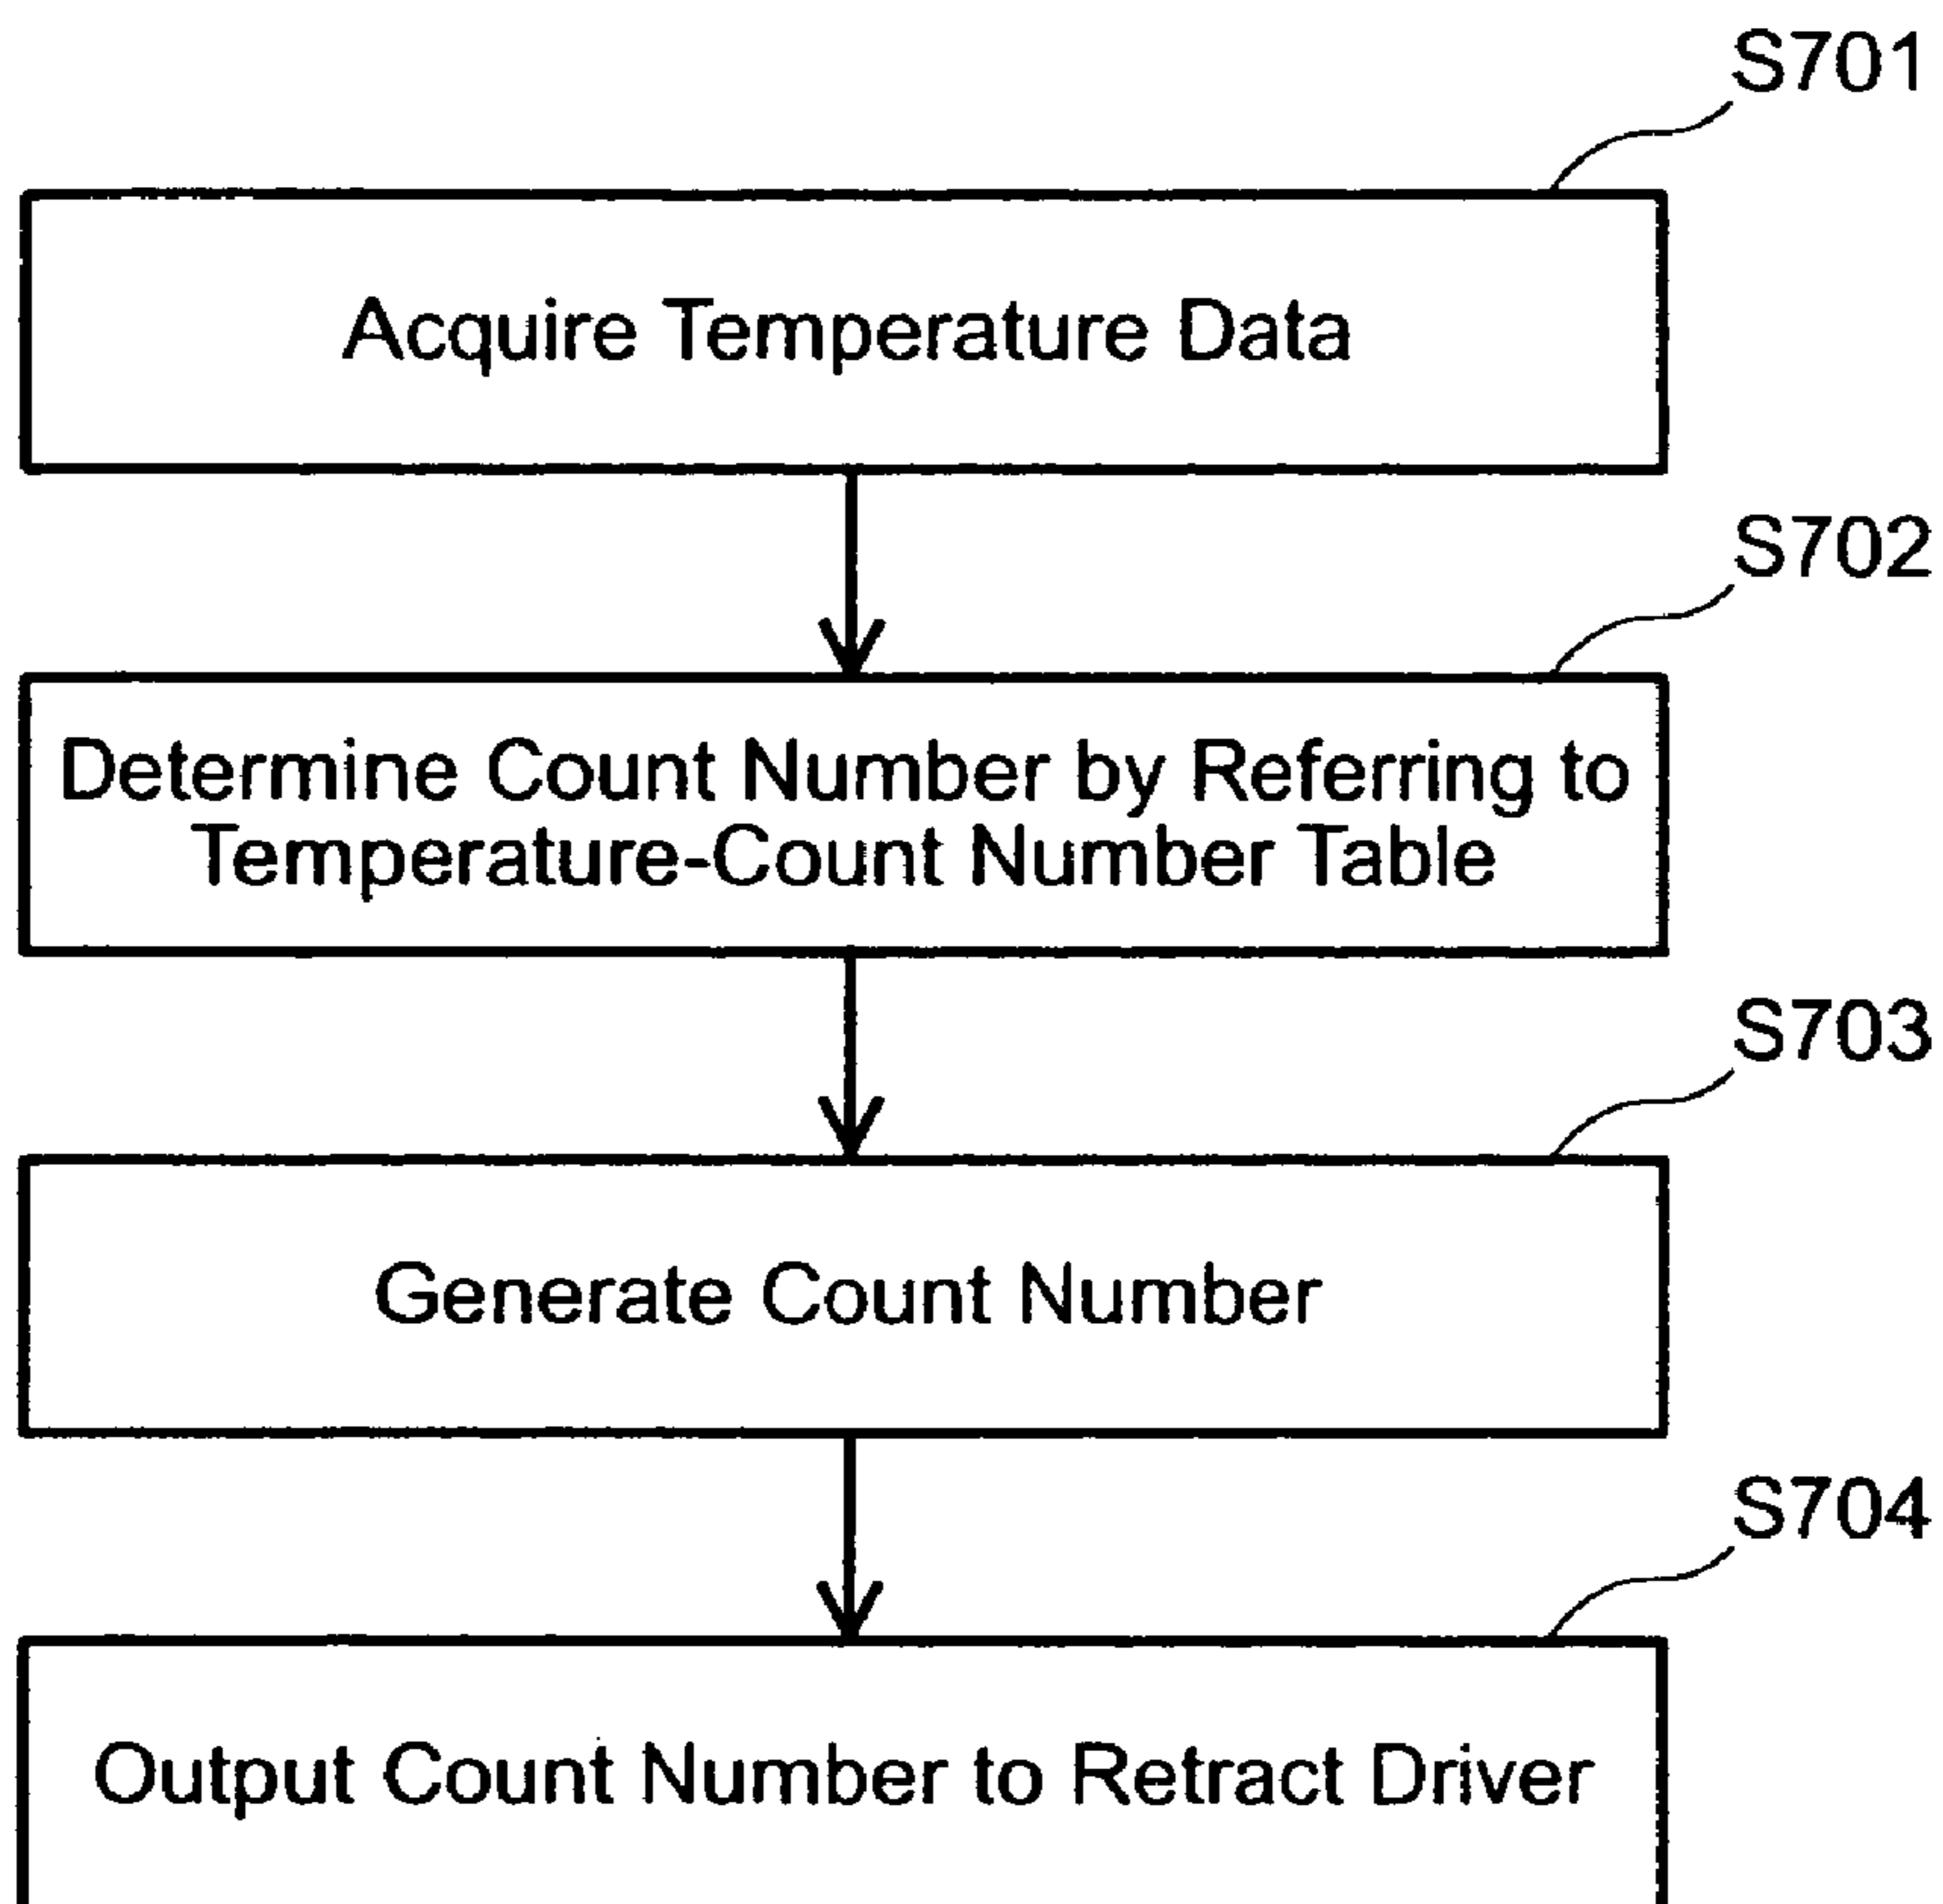 S701
Acquire Temperature Data
S702
Determine Count Number by Referring to
Temperature-Count Number Table
S703
Generate Count Number
S704
Output Count Number to Retract Driver